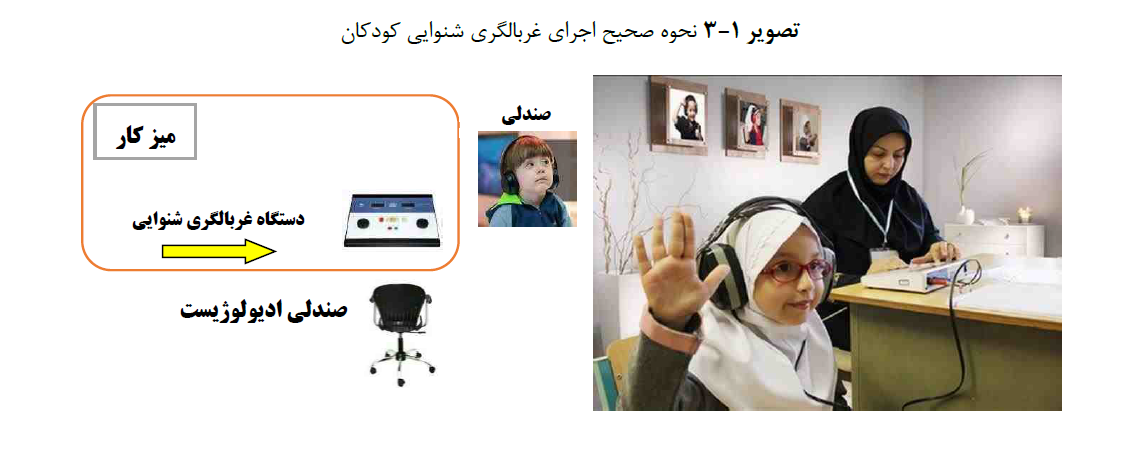 تصویر ۱-۳ نحوه صحیح اجرای غربالگری شنوایی کودکان
صندلی
میز کار
دستگاه غربالگری شنوایی
صندلی ادیولوژیست